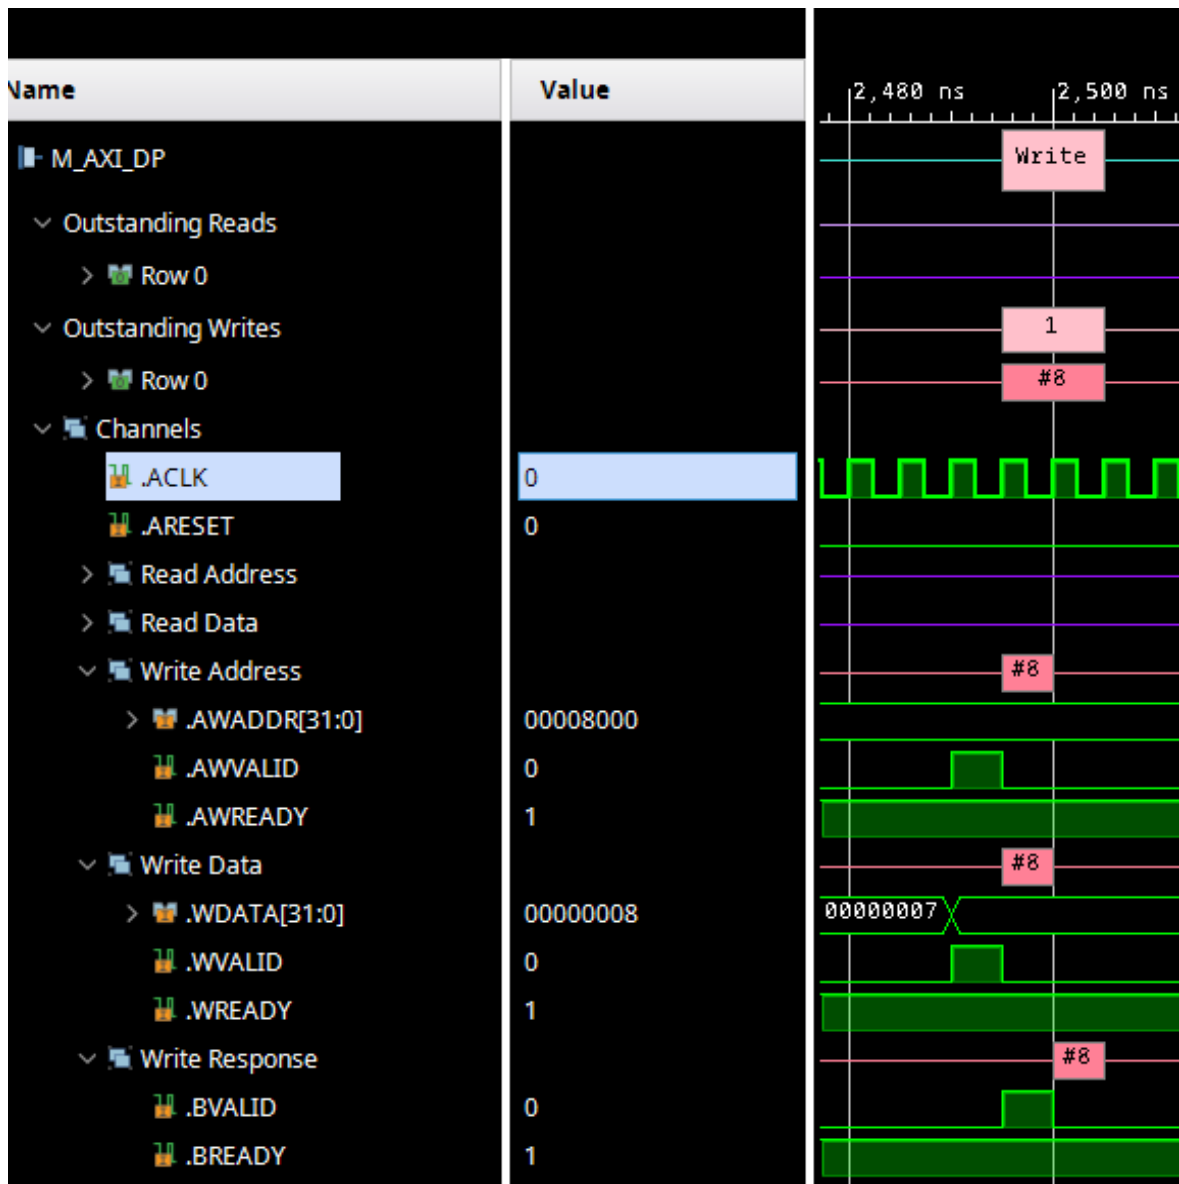 Name Value 2,480 ns 2,500 ns
M_AXI_DP Write
Outstanding Reads
Row 0
Outstanding Writes 1
Row 0 #8
Channels
.ACLK 0
.ARESET 0
Read Address
Read Data
Write Address #8
.AWADDR[31:0] 00008000
.AWVALID 0
.AWREADY 1
Write Data #8
.WDATA[31:0] 00000008 00000007
.WVALID 0
.WREADY 1
Write Response #8
.BVALID 0
.BREADY 1